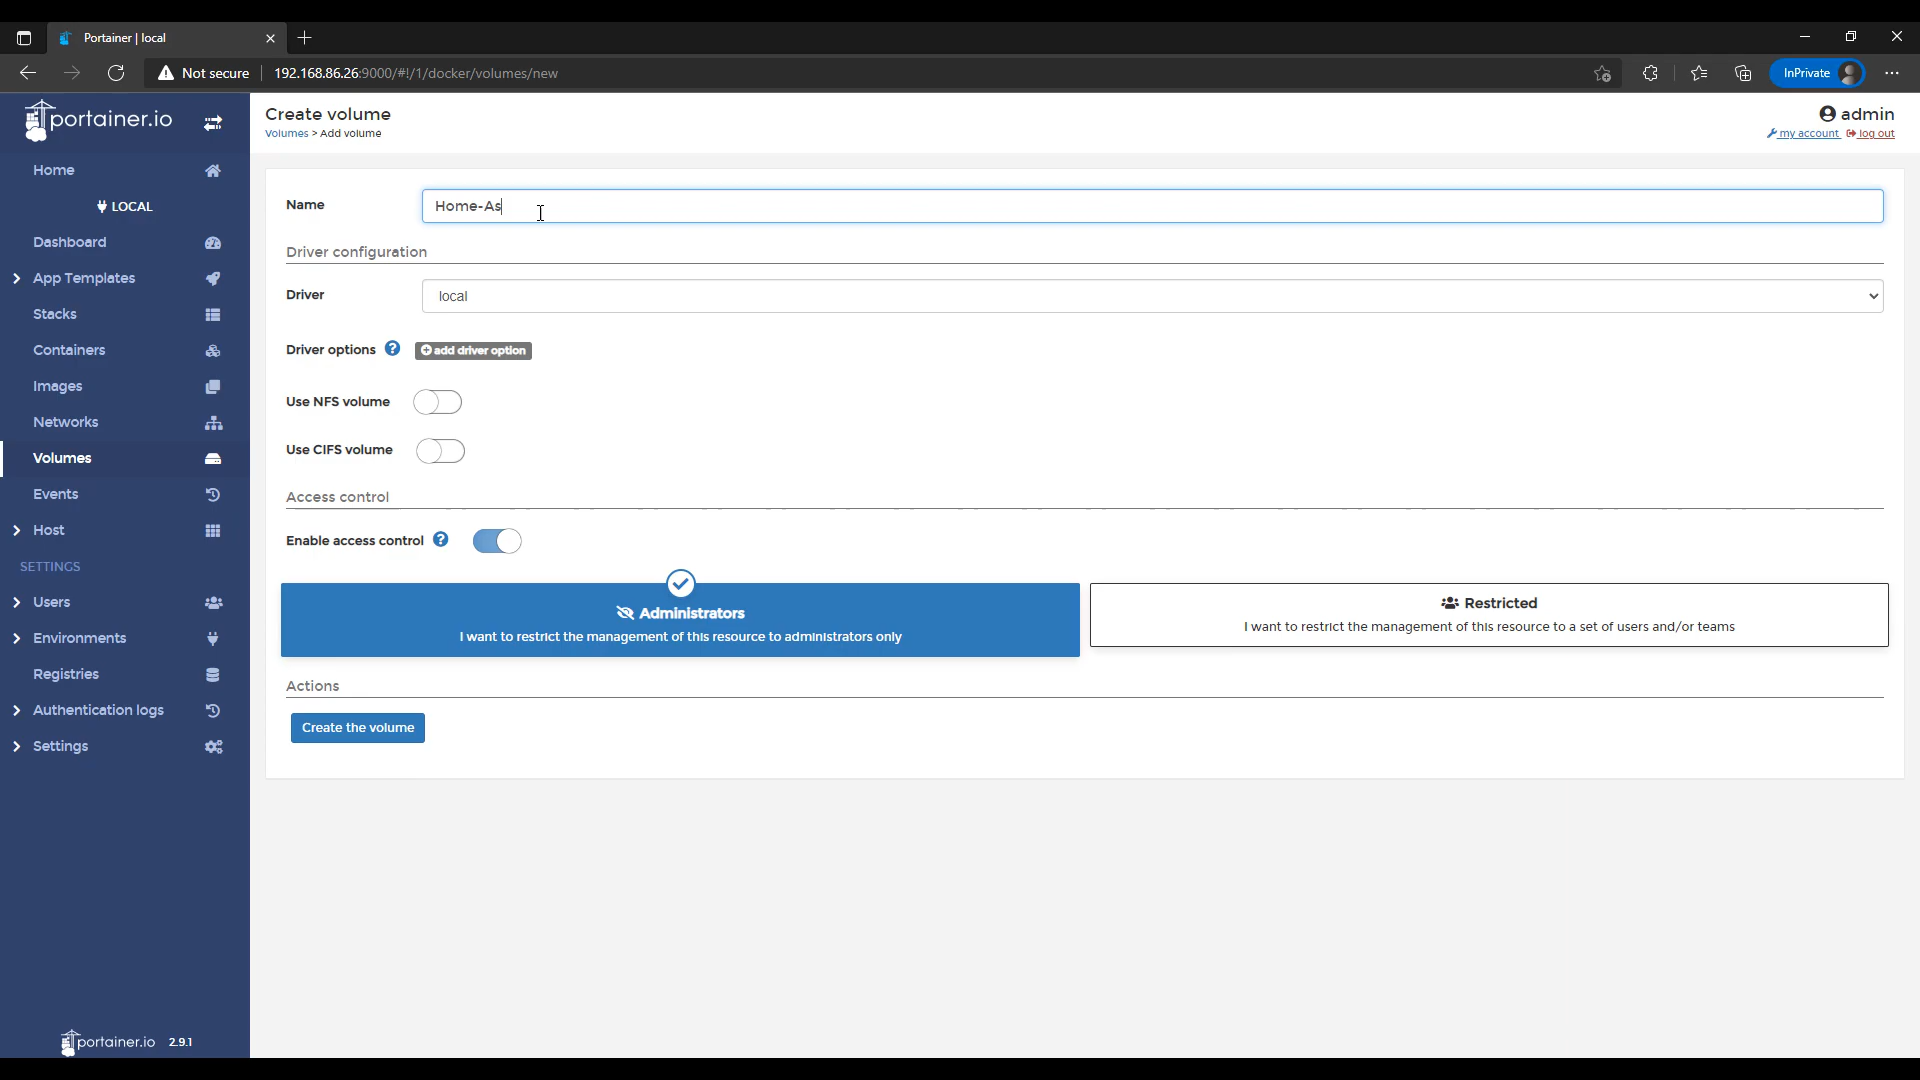 Portainer | local
Not secure
192.168.86.26:9000/#!/1/docker/volumes/new
InPrivate
portainer.io
Home
LOCAL
Dashboard
App Templates
Stacks
Containers
Images
Networks
Volumes
Events
Host
SETTINGS
Users
Environments
Registries
Authentication logs
Settings
portainer.io 2.9.1
Create volume
Volumes > Add volume
admin
my account log out
Name Home-As
Driver configuration
Driver local
Driver options add driver option
Use NFS volume
Use CIFS volume
Access control
Enable access control
Administrators
I want to restrict the management of this resource to administrators only
Restricted
I want to restrict the management of this resource to a set of users and/or teams
Actions
Create the volume